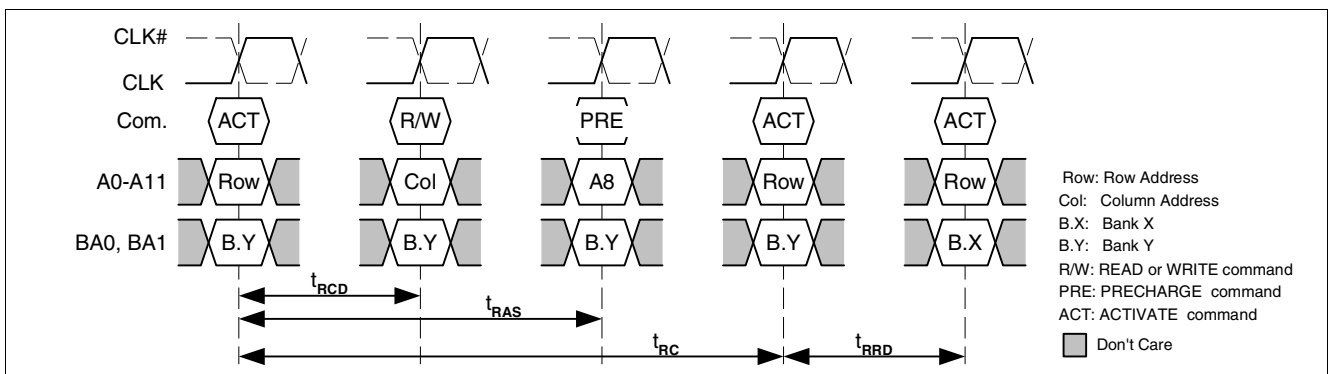 CLK#
CLK
Com. ACT R/W PRE ACT ACT
A0-A11 Row Col A8 Row Row
BA0, BA1 B.Y B.Y B.Y B.Y B.X
tRCD
tRAS
tRC tRRD
Row: Row Address
Col: Column Address
B.X: Bank X
B.Y: Bank Y
R/W: READ or WRITE command
PRE: PRECHARGE command
ACT: ACTIVATE command
Don't Care